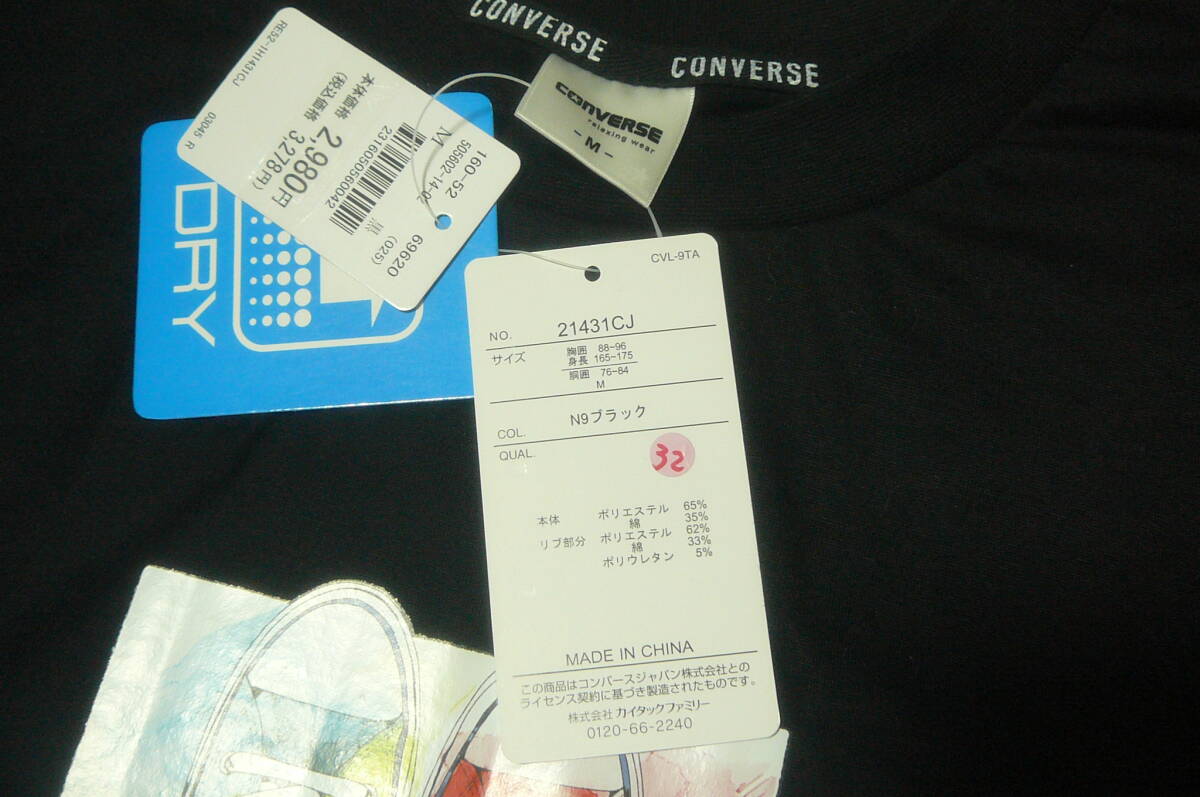 CONVERSE
CONVERSE
CONVERSE
relaxing wear
- M -
RE52-1H1431CJ
03045 R
本体価格 2,980円
(税込価格 3,278円)
2316050560042
M
505602-14-02
黒 (025)
160-52
69620
DRY
CVL-9TA
NO. 21431CJ
サイズ 胸囲 88-96
身長 165-175
胴囲 76-84
M
COL. N9ブラック
QUAL.
32
本体 ポリエステル 65%
綿 35%
リブ部分 ポリエステル 62%
綿 33%
ポリウレタン 5%
MADE IN CHINA
この商品はコンバースジャパン株式会社との
ライセンス契約に基づき製造されたものです。
株式会社 カイタックファミリー
0120-66-2240